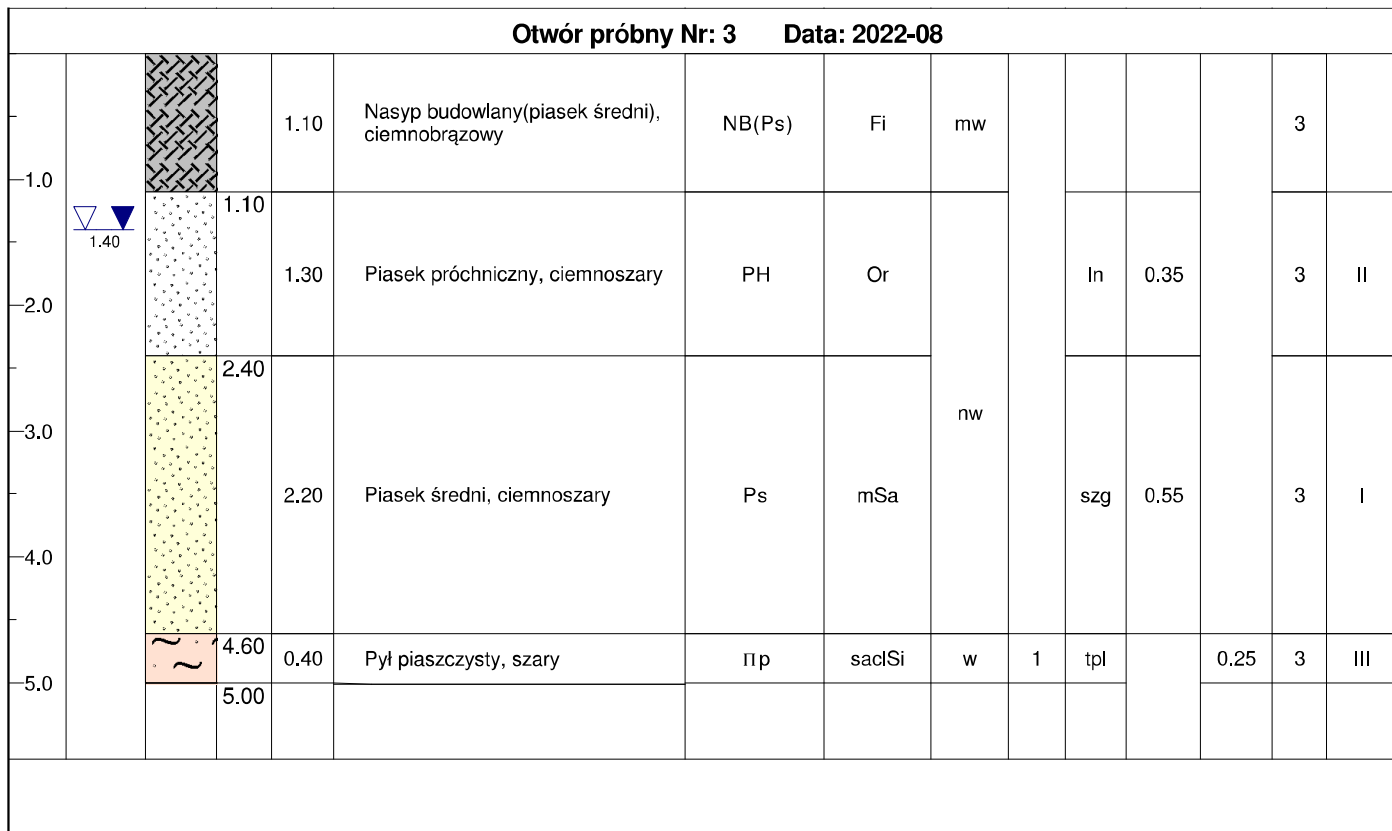 Otwór próbny Nr: 3 Data: 2022-08
1.10 Nasyp budowlany(piasek średni), ciemnobrązowy NB(Ps) Fi mw 3
1.0
1.10
1.40
1.30 Piasek próchniczny, ciemnoszary PH Or ln 0.35 3 II
2.0
2.40
nw
3.0
2.20 Piasek średni, ciemnoszary Ps mSa szg 0.55 3 I
4.0
4.60
0.40 Pył piaszczysty, szary Πp saclSi w 1 tpl 0.25 3 III
5.0
5.00